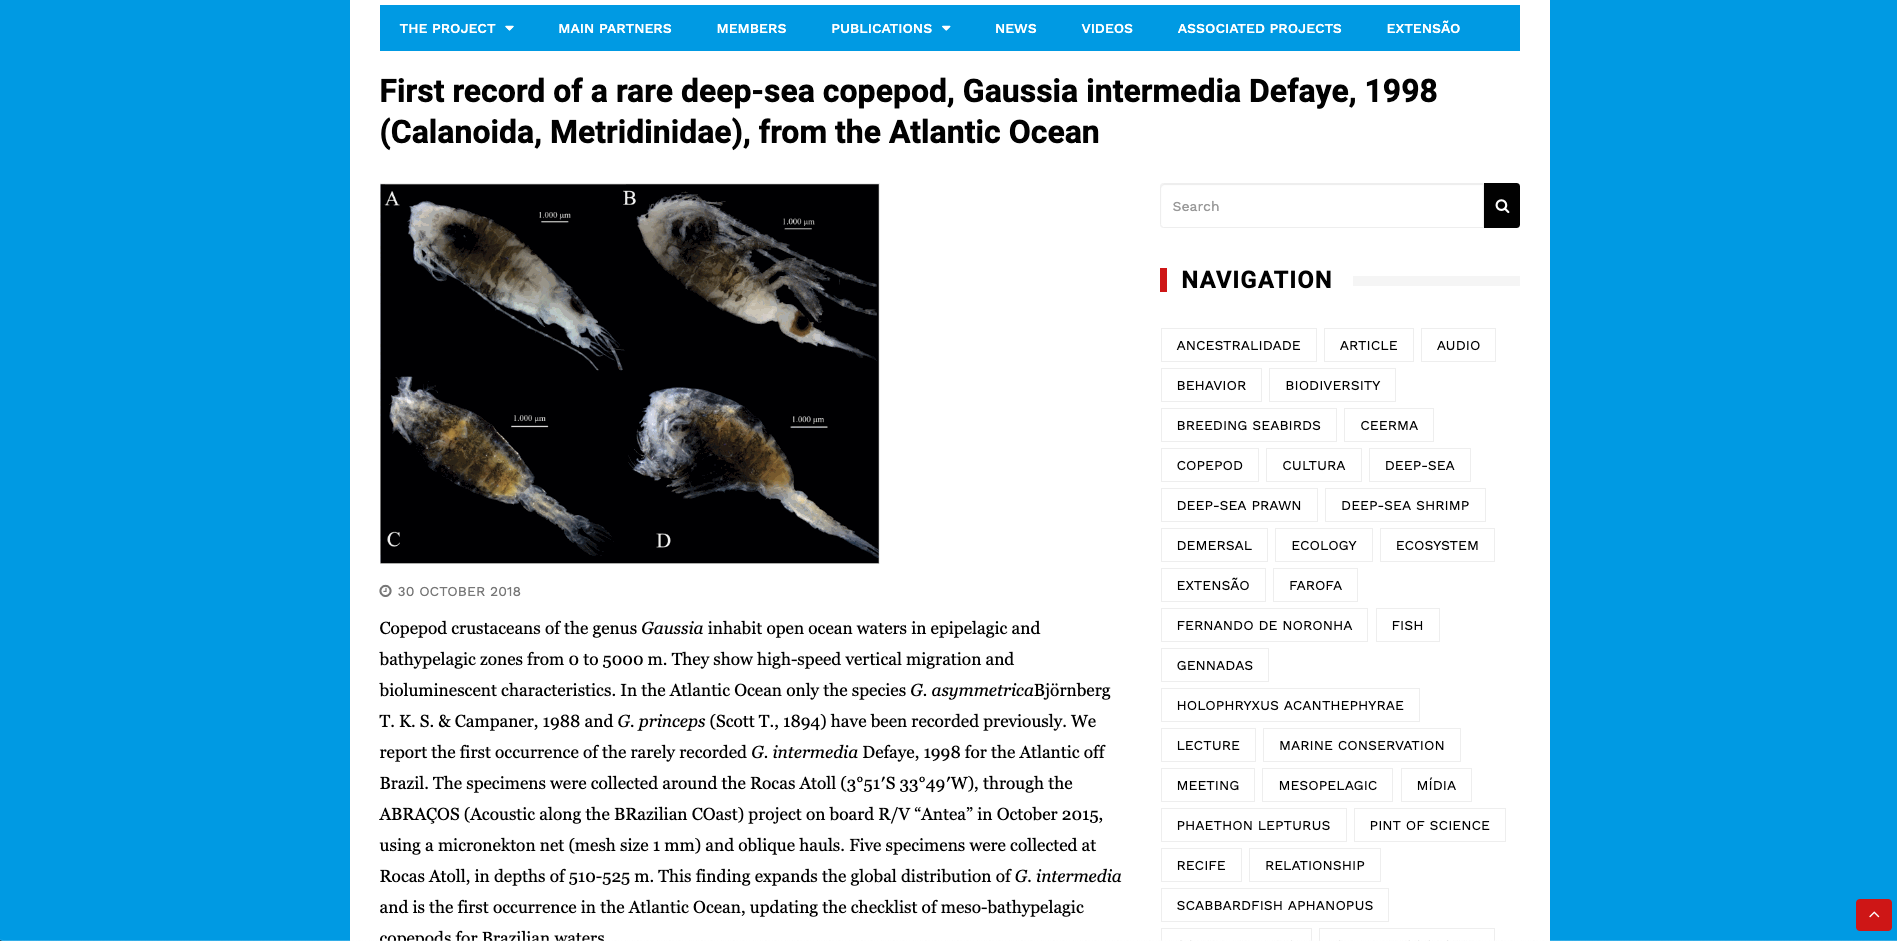 THE PROJECT MAIN PARTNERS MEMBERS PUBLICATIONS NEWS VIDEOS ASSOCIATED PROJECTS EXTENSÃO
First record of a rare deep-sea copepod, Gaussia intermedia Defaye, 1998
(Calanoida, Metridinidae), from the Atlantic Ocean
A
1.000 μm
B
1.000 μm
C
1.000 μm
D
1.000 μm
30 OCTOBER 2018
Copepod crustaceans of the genus Gaussia inhabit open ocean waters in epipelagic and
bathypelagic zones from 0 to 5000 m. They show high-speed vertical migration and
bioluminescent characteristics. In the Atlantic Ocean only the species G. asymmetricaBjörnberg
T. K. S. & Campaner, 1988 and G. princeps (Scott T., 1894) have been recorded previously. We
report the first occurrence of the rarely recorded G. intermedia Defaye, 1998 for the Atlantic off
Brazil. The specimens were collected around the Rocas Atoll (3°51′S 33°49′W), through the
ABRAÇOS (Acoustic along the BRazilian COast) project on board R/V “Antea” in October 2015,
using a micronekton net (mesh size 1 mm) and oblique hauls. Five specimens were collected at
Rocas Atoll, in depths of 510-525 m. This finding expands the global distribution of G. intermedia
and is the first occurrence in the Atlantic Ocean, updating the checklist of meso-bathypelagic
copepods for Brazilian waters.
Search
NAVIGATION
ANCESTRALIDADE ARTICLE AUDIO
BEHAVIOR BIODIVERSITY
BREEDING SEABIRDS CEERMA
COPEPOD CULTURA DEEP-SEA
DEEP-SEA PRAWN DEEP-SEA SHRIMP
DEMERSAL ECOLOGY ECOSYSTEM
EXTENSÃO FAROFA
FERNANDO DE NORONHA FISH
GENNADAS
HOLOPHRYXUS ACANTHEPHYRAE
LECTURE MARINE CONSERVATION
MEETING MESOPELAGIC MÍDIA
PHAETHON LEPTURUS PINT OF SCIENCE
RECIFE RELATIONSHIP
SCABBARDFISH APHANOPUS